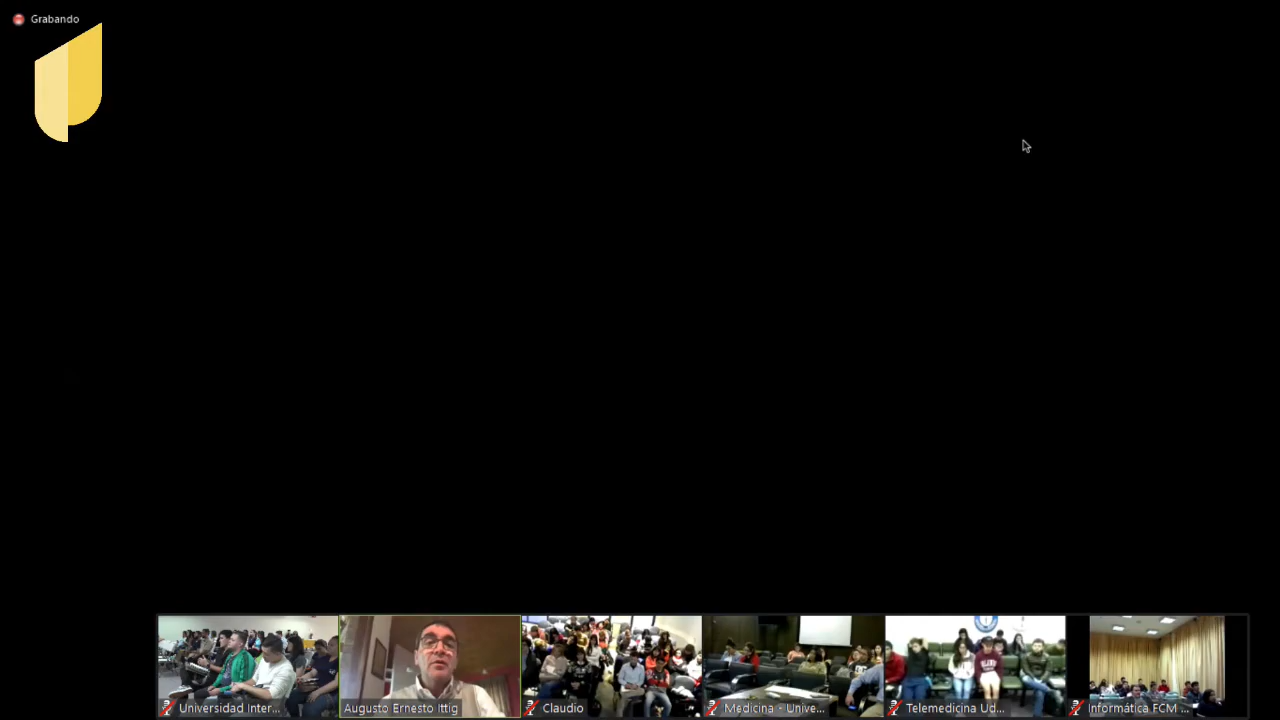 Grabando
Universidad Inter...
Augusto Ernesto Ittig
Claudio
Medicina - Unive...
Telemedicina Ud...
Informática FCM ...